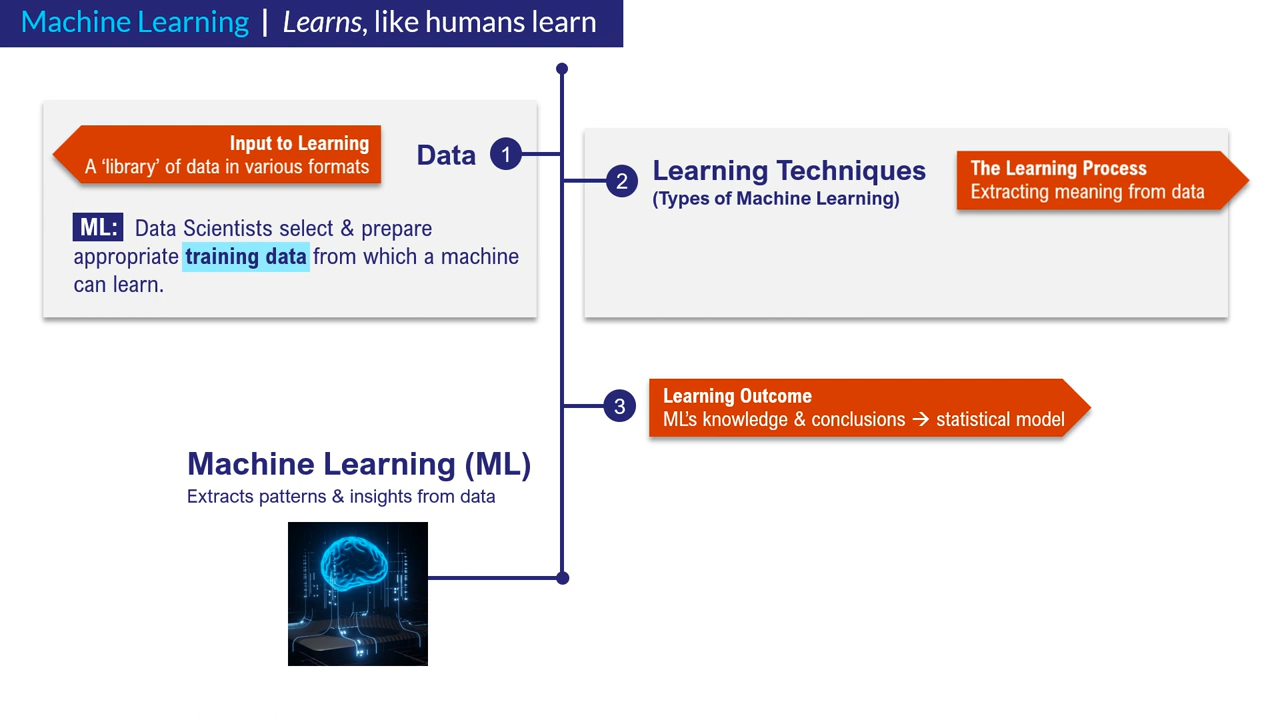 Machine Learning | Learns, like humans learn
Input to Learning
A ‘library’ of data in various formats
Data
1
ML: Data Scientists select & prepare
appropriate training data from which a machine
can learn.
2
Learning Techniques
(Types of Machine Learning)
The Learning Process
Extracting meaning from data
3
Learning Outcome
ML’s knowledge & conclusions → statistical model
Machine Learning (ML)
Extracts patterns & insights from data